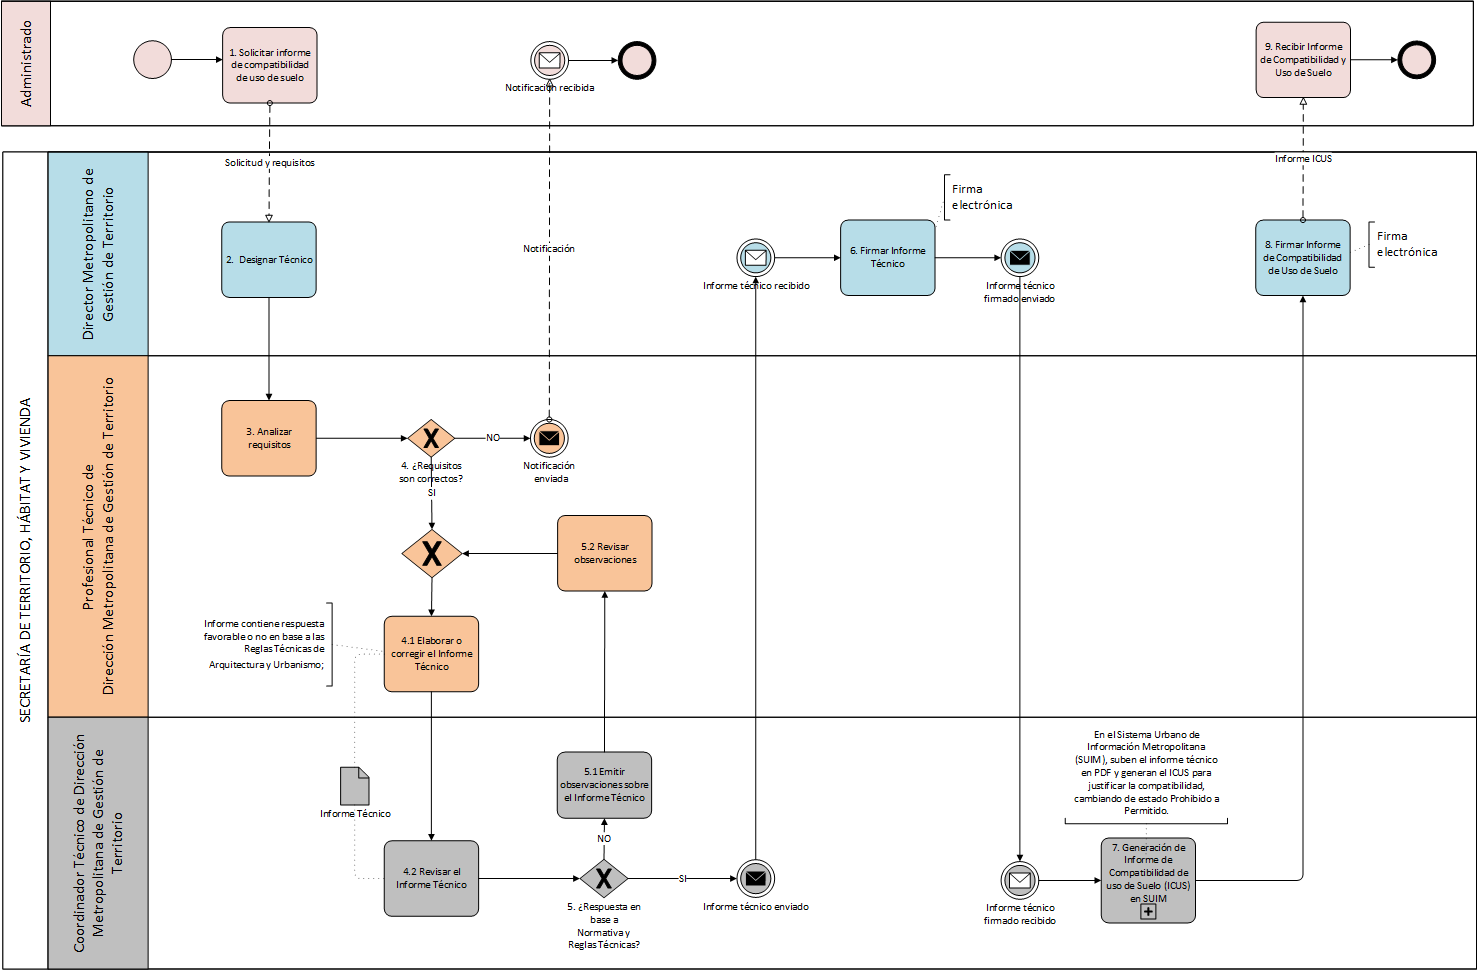 Administrado
1. Solicitar informe
de compatibilidad
de uso de suelo
Notificación recibida
9. Recibir Informe
de Compatibilidad y
Uso de Suelo
Solicitud y requisitos
Informe ICUS
SECRETARÍA DE TERRITORIO, HÁBITAT Y VIVIENDA
Director Metropolitano de
Gestión de Territorio
2. Designar Técnico
Notificación
Informe técnico recibido
6. Firmar Informe
Técnico
Firma
electrónica
Informe técnico
firmado enviado
8. Firmar Informe
de Compatibilidad
de Uso de Suelo
Firma
electrónica
Profesional Técnico de
Dirección Metropolitana de Gestión de Territorio
3. Analizar
requisitos
4. ¿Requisitos
son correctos?
NO
SI
Notificación
enviada
5.2 Revisar
observaciones
Informe contiene respuesta
favorable o no en base a las
Reglas Técnicas de
Arquitectura y Urbanismo;
4.1 Elaborar o
corregir el Informe
Técnico
Coordinador Técnico de Dirección
Metropolitana de Gestión de
Territorio
Informe Técnico
4.2 Revisar el
Informe Técnico
5.1 Emitir
observaciones sobre
el Informe Técnico
NO
5. ¿Respuesta en
base a
Normativa y
Reglas Técnicas?
SI
Informe técnico enviado
Informe técnico
firmado recibido
En el Sistema Urbano de
Información Metropolitana
(SUIM), suben el informe técnico
en PDF y generan el ICUS para
justificar la compatibilidad,
cambiando de estado Prohibido a
Permitido.
7. Generación de
Informe de
Compatibilidad de
uso de Suelo (ICUS)
en SUIM